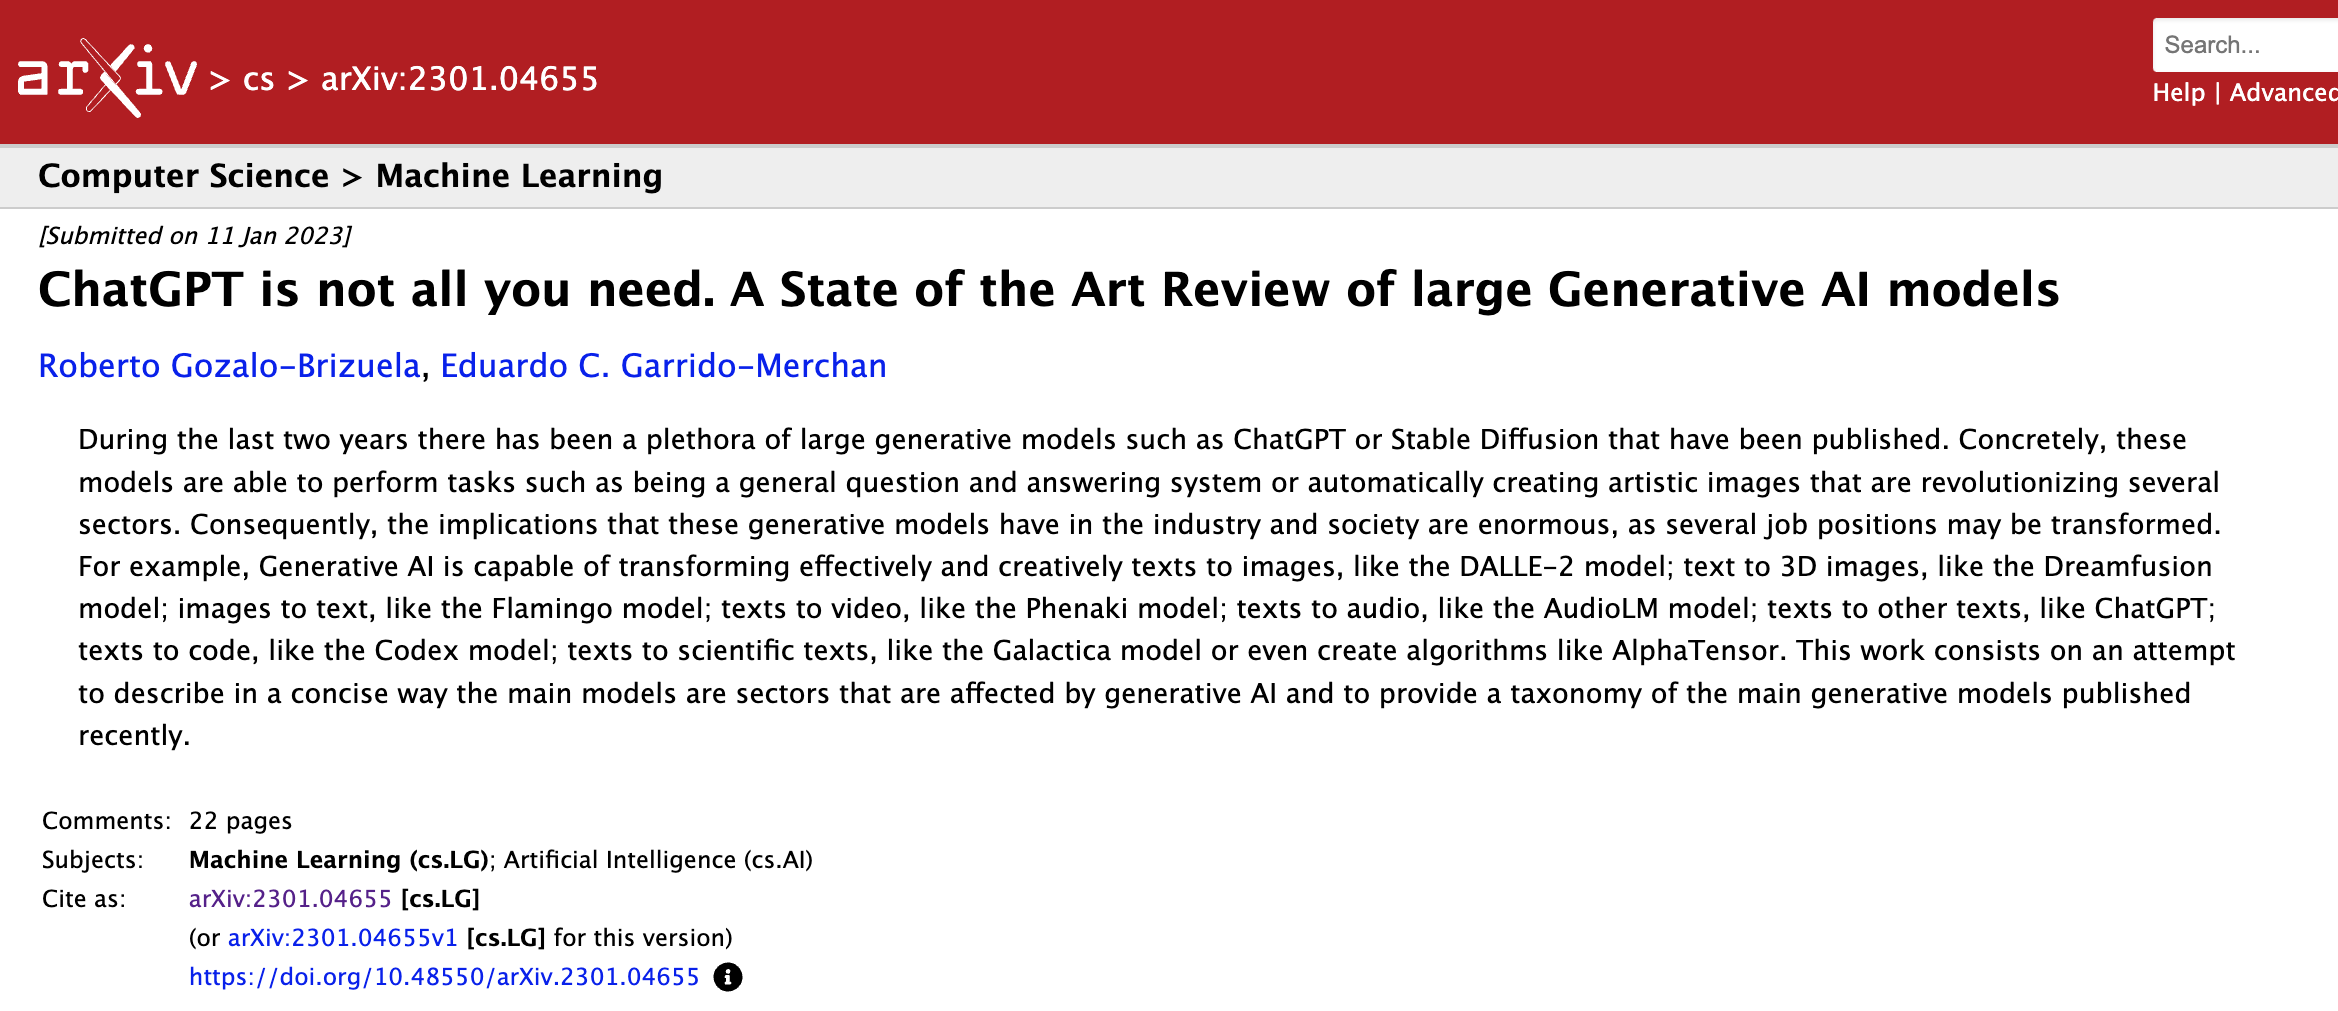 arXiv > cs > arXiv:2301.04655
Search...
Help | Advanced
Computer Science > Machine Learning
[Submitted on 11 Jan 2023]
ChatGPT is not all you need. A State of the Art Review of large Generative AI models
Roberto Gozalo-Brizuela, Eduardo C. Garrido-Merchan
During the last two years there has been a plethora of large generative models such as ChatGPT or Stable Diffusion that have been published. Concretely, these
models are able to perform tasks such as being a general question and answering system or automatically creating artistic images that are revolutionizing several
sectors. Consequently, the implications that these generative models have in the industry and society are enormous, as several job positions may be transformed.
For example, Generative AI is capable of transforming effectively and creatively texts to images, like the DALLE-2 model; text to 3D images, like the Dreamfusion
model; images to text, like the Flamingo model; texts to video, like the Phenaki model; texts to audio, like the AudioLM model; texts to other texts, like ChatGPT;
texts to code, like the Codex model; texts to scientific texts, like the Galactica model or even create algorithms like AlphaTensor. This work consists on an attempt
to describe in a concise way the main models are sectors that are affected by generative AI and to provide a taxonomy of the main generative models published
recently.
Comments: 22 pages
Subjects: Machine Learning (cs.LG); Artificial Intelligence (cs.AI)
Cite as: arXiv:2301.04655 [cs.LG]
(or arXiv:2301.04655v1 [cs.LG] for this version)
https://doi.org/10.48550/arXiv.2301.04655